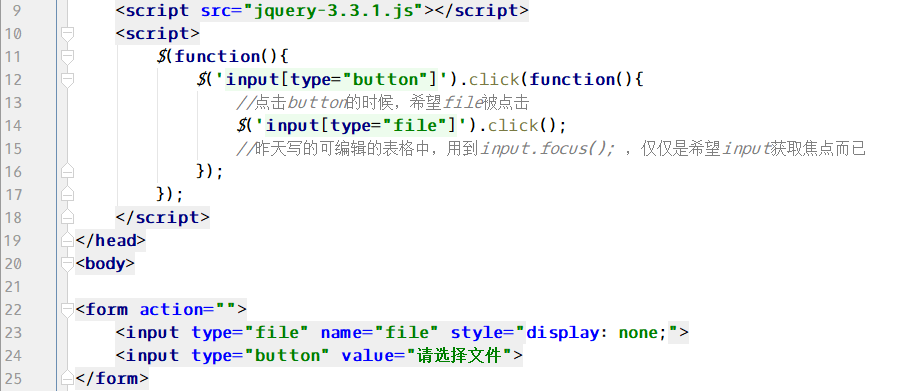 9 <script src="jquery-3.3.1.js"></script>
10 <script>
11 $(function(){
12 $('input[type="button"]').click(function(){
13 //点击button的时候，希望file被点击
14 $('input[type="file"]').click();
15 //昨天写的可编辑的表格中，用到input.focus(); ，仅仅是希望input获取焦点而已
16 });
17 });
18 </script>
19 </head>
20 <body>
21
22 <form action="">
23 <input type="file" name="file" style="display: none;">
24 <input type="button" value="请选择文件">
25 </form>